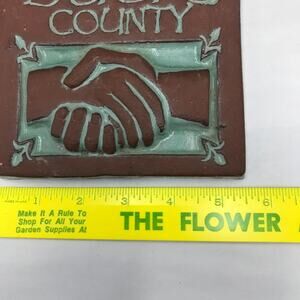 COUNTY
1 2 3 4 5 6
Make It A Rule To
Shop For All Your
Garden Supplies At
THE FLOWER